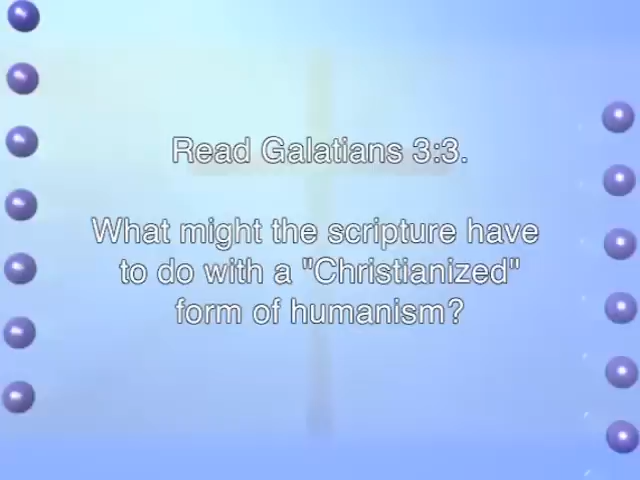 Read Galatians 3:3.
What might the scripture have
to do with a "Christianized"
form of humanism?